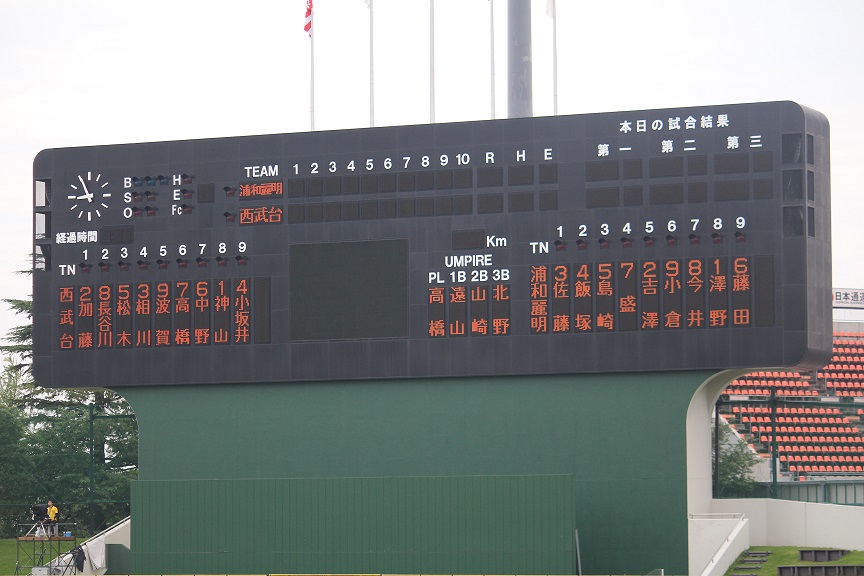 本日の試合結果
第一 第二 第三
TEAM 1 2 3 4 5 6 7 8 9 10 R H E
浦和麗明
西武台
B H
S E
O Fc
経過時間
1 2 3 4 5 6 7 8 9
TN
西武台
2加藤
8長谷川
5松木
3相川
9波賀
7高橋
6中野
1神山
4小坂井
Km
UMPIRE
PL 1B 2B 3B
高橋
遠山
山崎
北野
1 2 3 4 5 6 7 8 9
TN
浦和麗明
3佐藤
4飯塚
5島崎
7盛
2吉澤
9小倉
8今井
1澤野
6藤田
日本通運